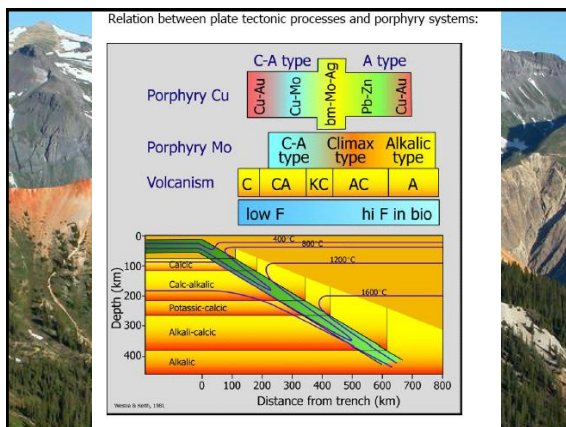 Relation between plate tectonic processes and porphyry systems:
C-A type A type
Porphyry Cu
Cu-Au
Cu-Mo
bm-Mo-Ag
Pb-Zn
Cu-Au
Porphyry Mo
C-A type
Climax type
Alkalic type
Volcanism C CA KC AC A
low F hi F in bio
Depth (km)
0
100
200
300
400
400°C
800°C
1200°C
1600°C
Calcic
Calc-alkalic
Potassic-calcic
Alkali-calcic
Alkalic
0 100 200 300 400 500 600 700 800
Distance from trench (km)
Westra & Keith, 1981